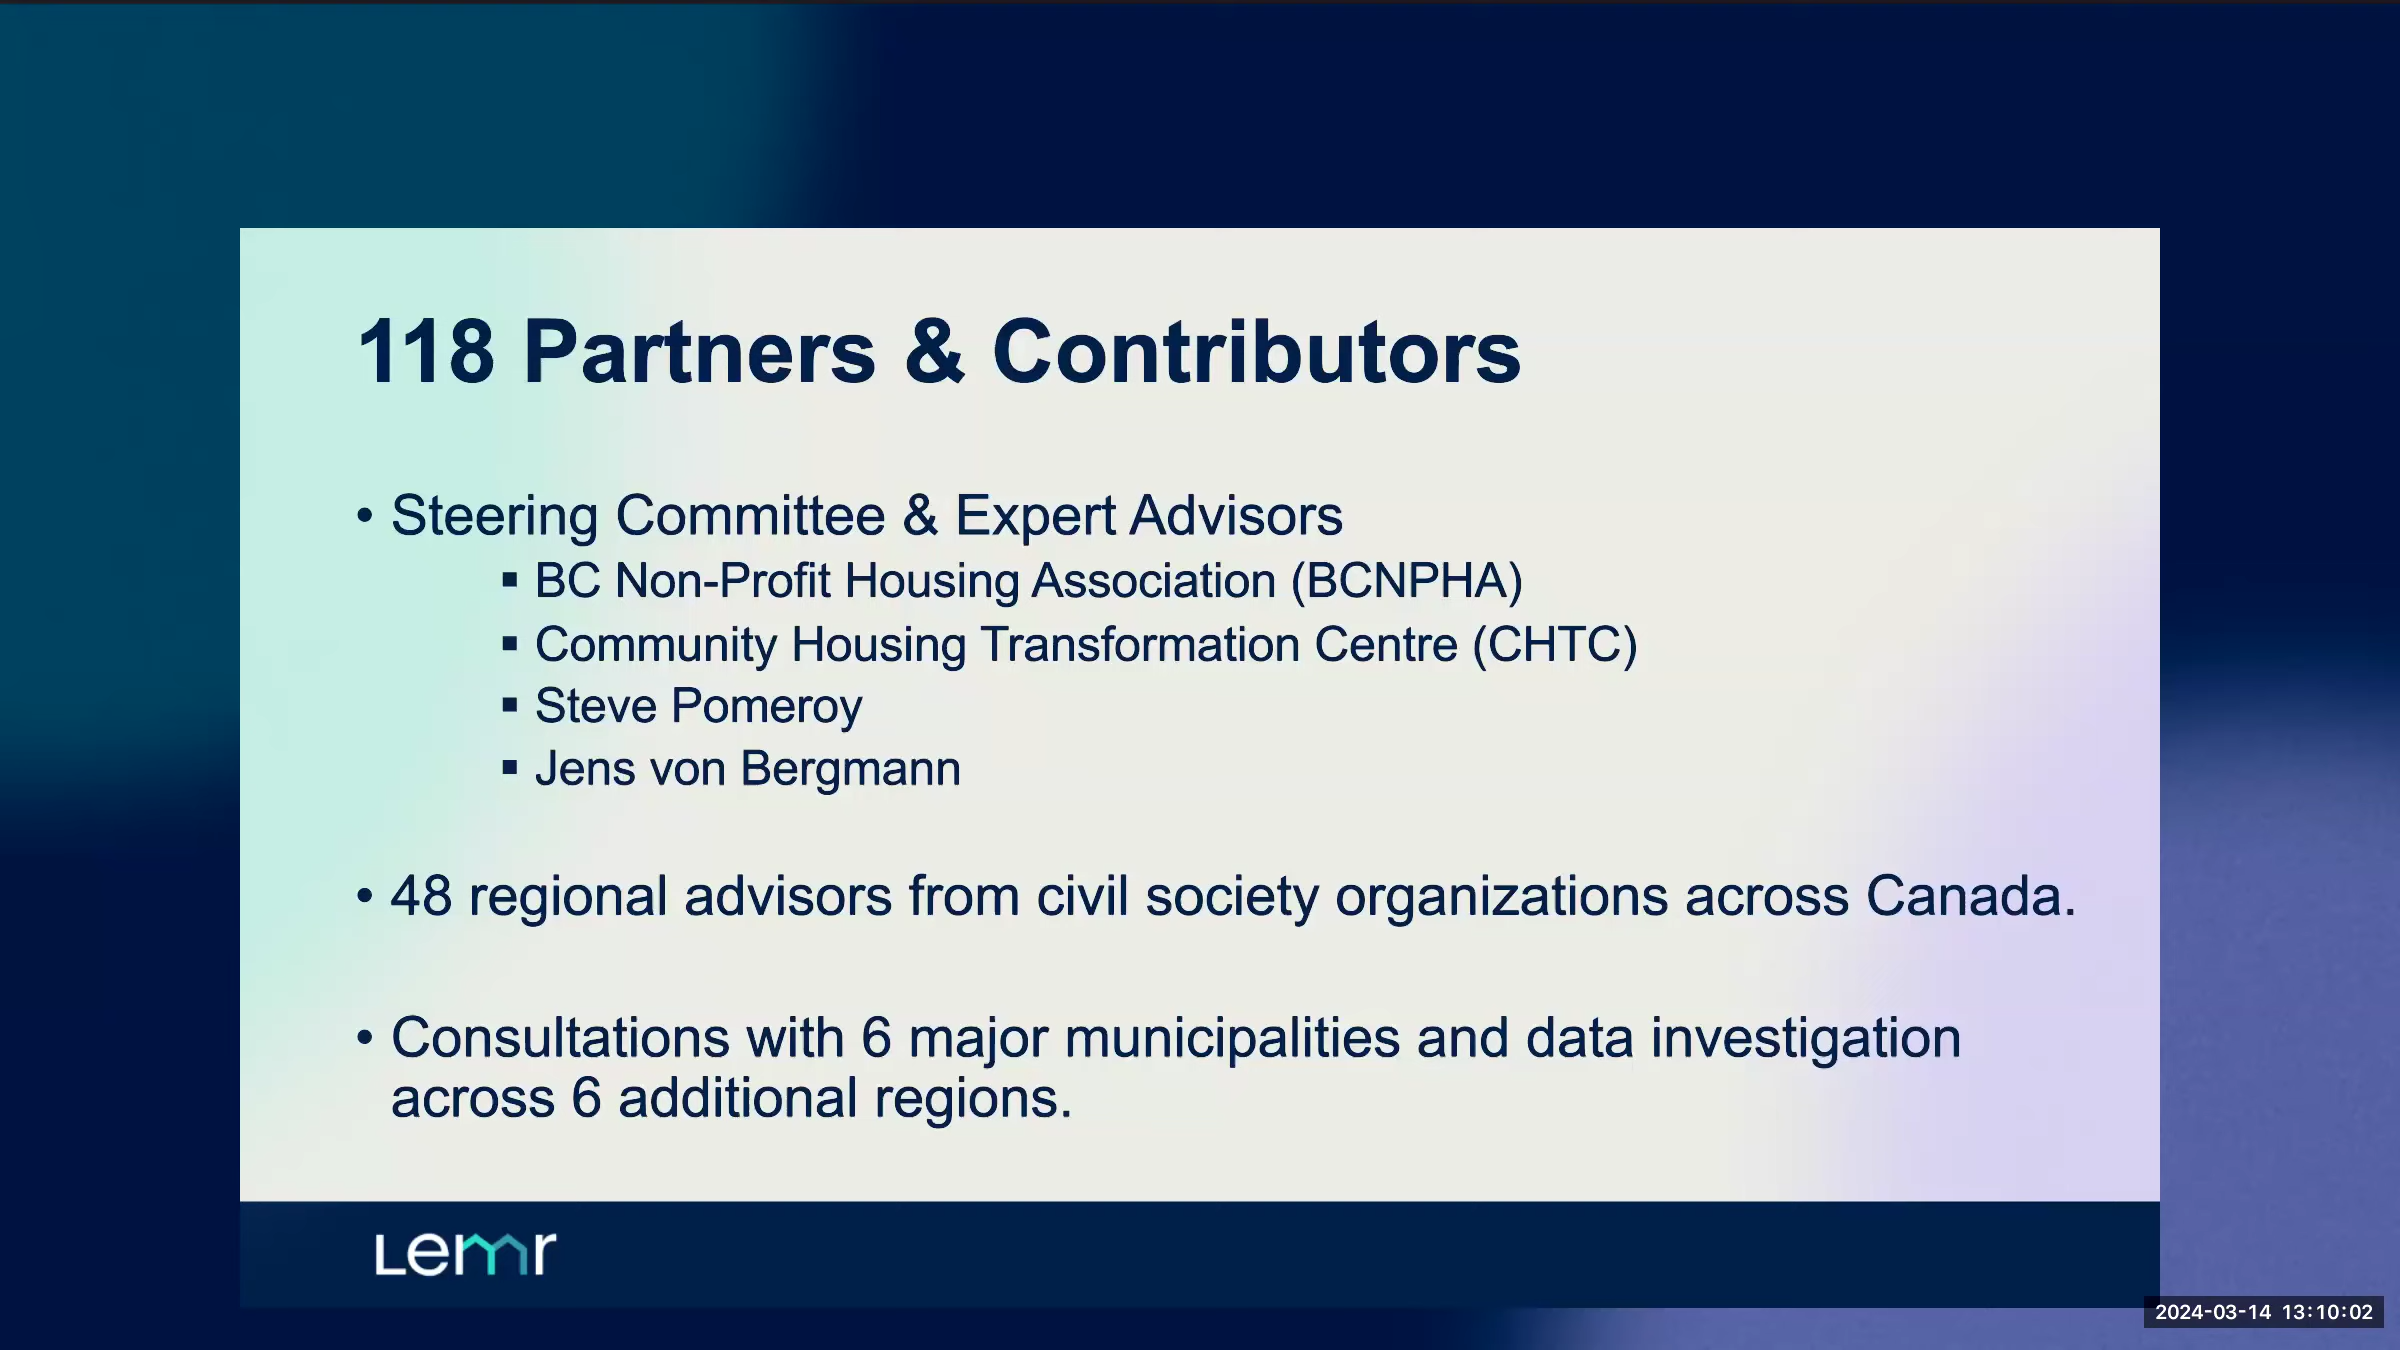 118 Partners & Contributors
• Steering Committee & Expert Advisors
▪ BC Non-Profit Housing Association (BCNPHA)
▪ Community Housing Transformation Centre (CHTC)
▪ Steve Pomeroy
▪ Jens von Bergmann
• 48 regional advisors from civil society organizations across Canada.
• Consultations with 6 major municipalities and data investigation
across 6 additional regions.
Lemr
2024-03-14 13:10:02